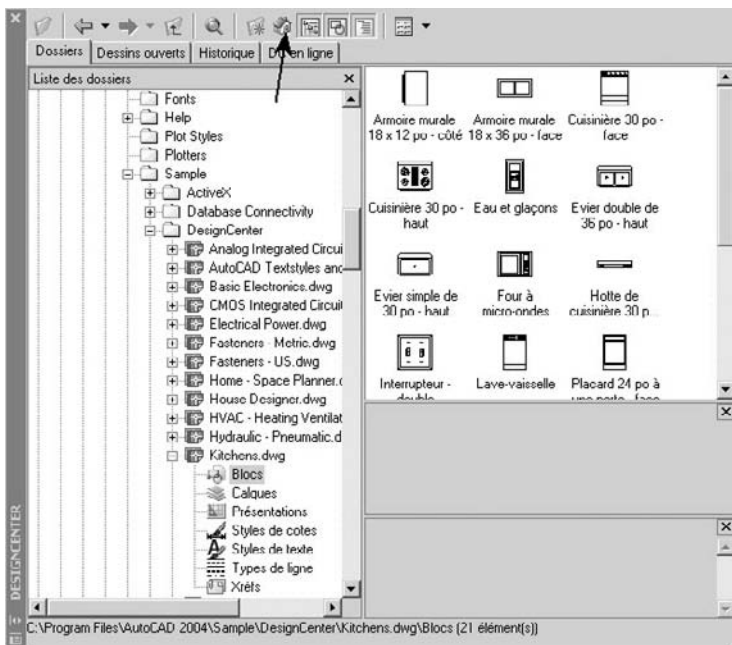 Dossiers
Dessins ouverts
Historique
en ligne
Liste des dossiers
Fonts
Help
Plot Styles
Plotters
Sample
ActiveX
Database Connectivity
DesignCenter
Analog Integrated Circui
AutoCAD Textstyles and
Basic Electronics.dwg
CMOS Integrated Circuit
Electrical Power.dwg
Fasteners - Metric.dwg
Fasteners - US.dwg
Home - Space Planner.
House Designer.dwg
HVAC - Heating Ventilat
Hydraulic - Pneumatic.d
Kitchens.dwg
Blocs
Calques
Présentations
Styles de cotes
Styles de texte
Types de ligne
Xréfs
Armoire murale
18 x 12 po - côté
Armoire murale
18 x 36 po - face
Cuisinière 30 po -
face
Cuisinière 30 po -
haut
Eau et glaçons
Evier double de
36 po - haut
Evier simple de
30 po - haut
Four à
micro-ondes
Hotte de
cuisinière 30 p...
Interrupteur -
double
Lave-vaisselle
Placard 24 po à
une porte - face
DESIGNCENTER
C:\Program Files\AutoCAD 2004\Sample\DesignCenter\Kitchens.dwg\Blocs (21 élément(s))